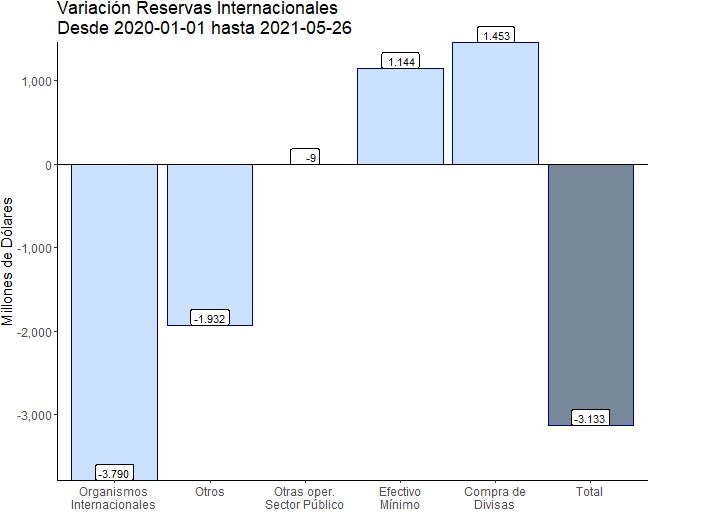 Variación Reservas Internacionales
Desde 2020-01-01 hasta 2021-05-26
Millones de Dólares
1,000
0
-1,000
-2,000
-3,000
-3.790
-1.932
-9
1.144
1.453
-3.133
Organismos
Internacionales
Otros
Otras oper.
Sector Público
Efectivo
Mínimo
Compra de
Divisas
Total